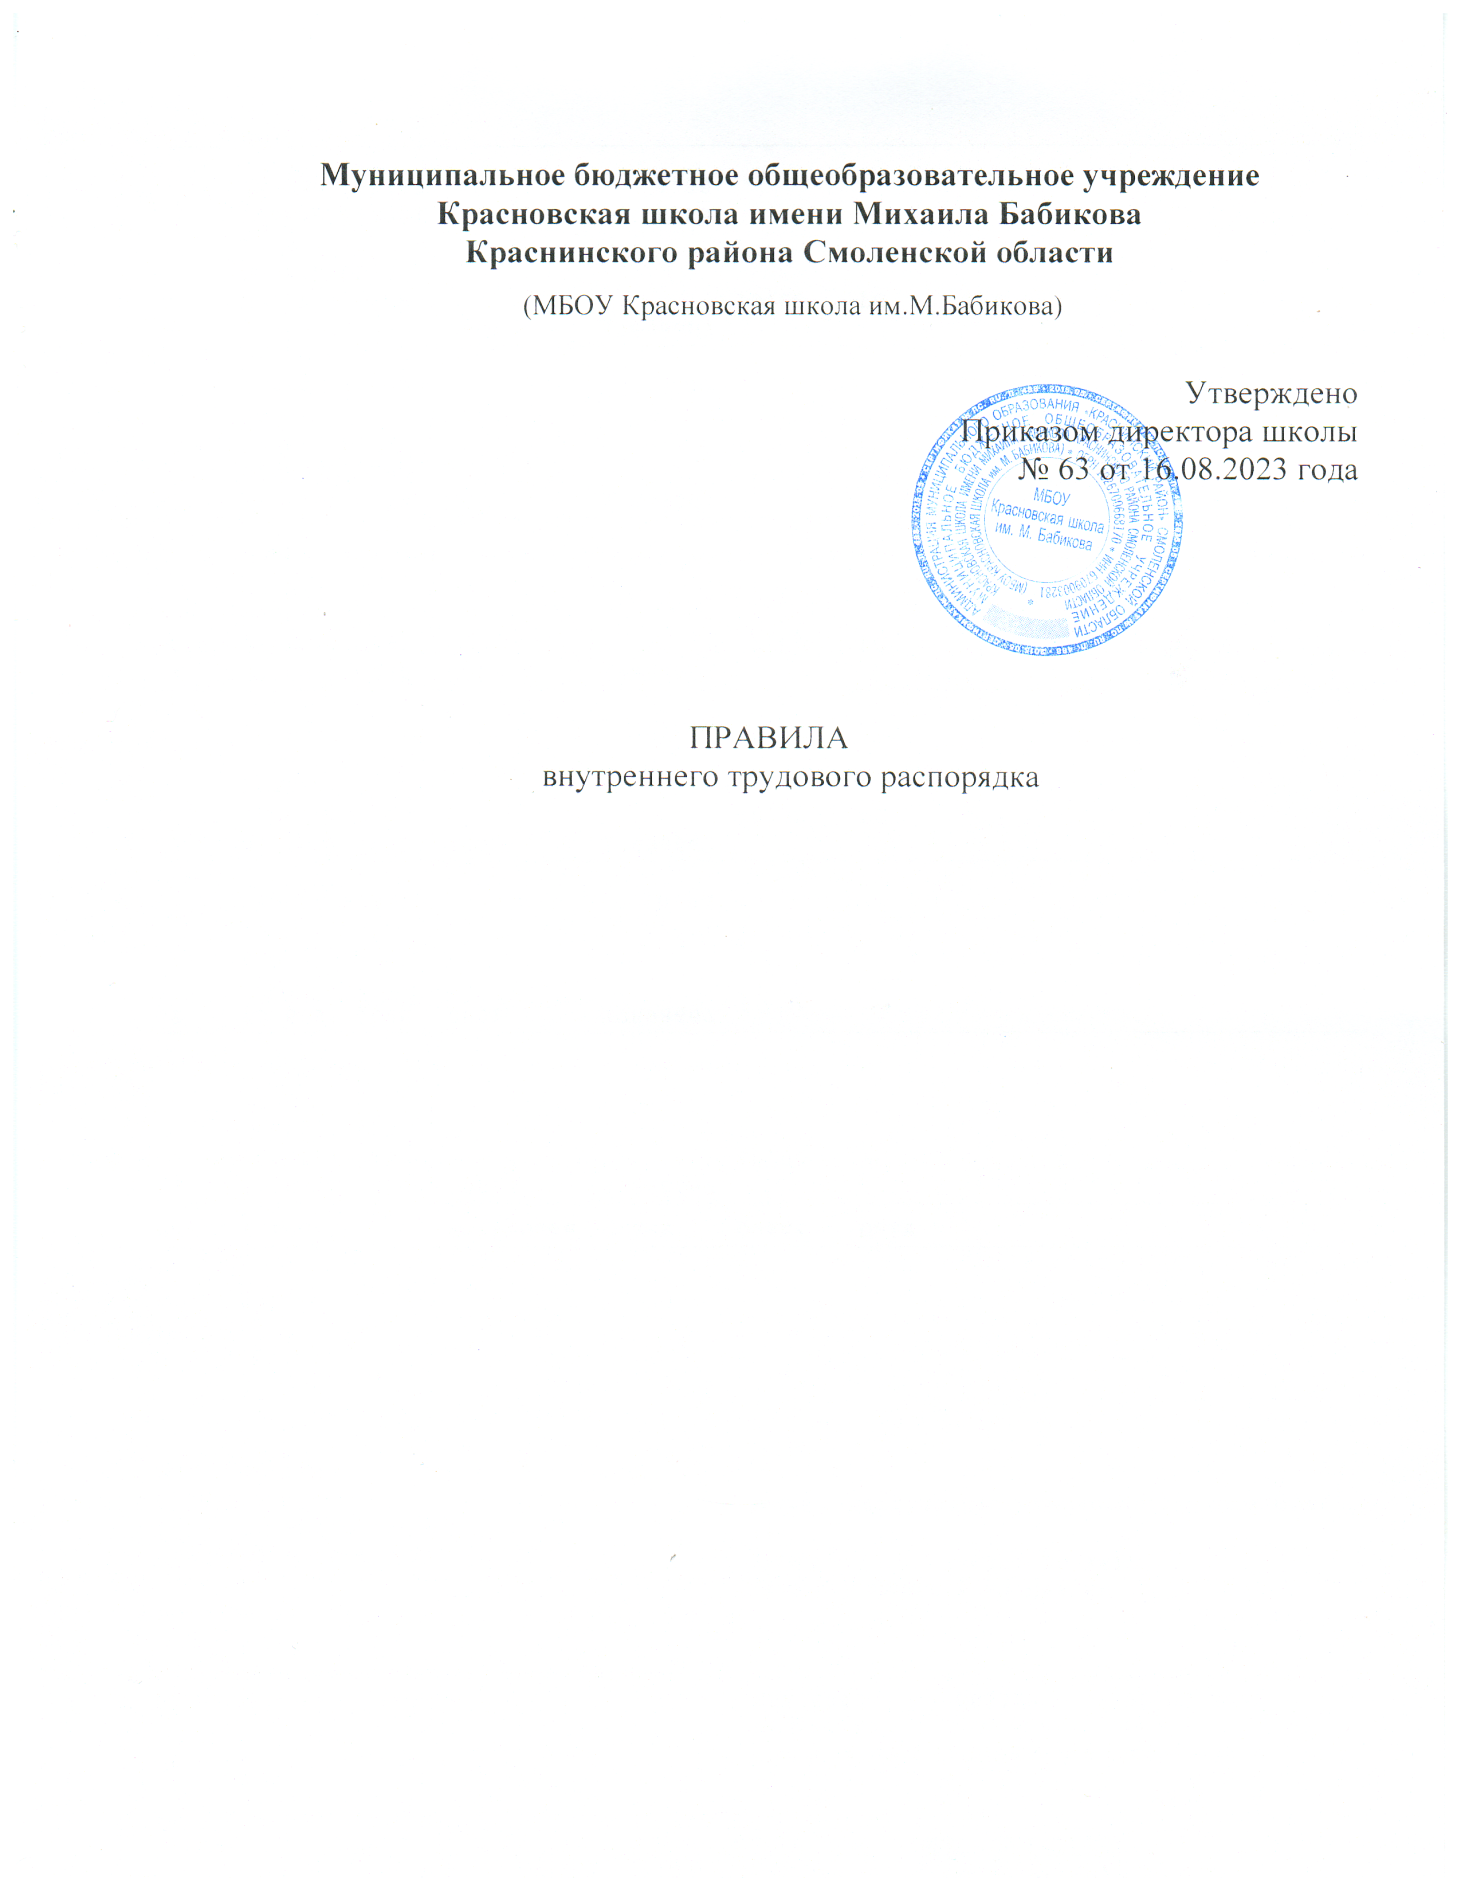 Муниципальное бюджетное общеобразовательное учреждение
Красновская школа имени Михаила Бабикова
Краснинского района Смоленской области
(МБОУ Красновская школа им.М.Бабикова)
Утверждено
Приказом директора школы
№ 63 от 16.08.2023 года
МБОУ
Красновская школа
им. М. Бабикова
ПРАВИЛА
внутреннего трудового распорядка